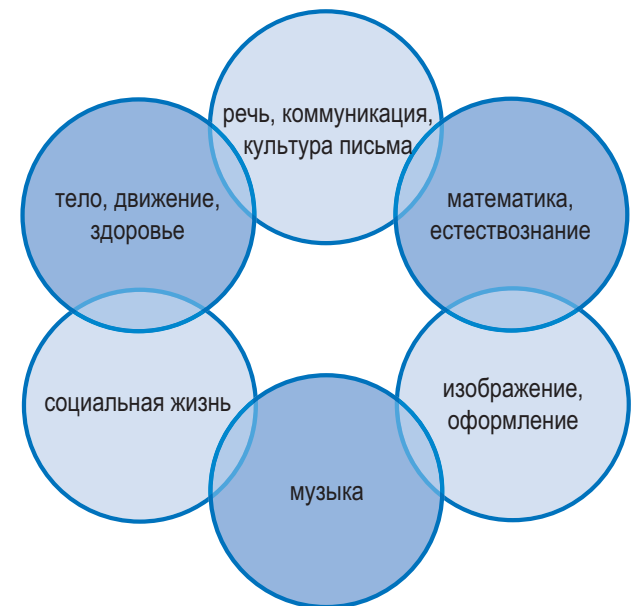 речь, коммуникация,
культура письма
тело, движение,
здоровье
математика,
естествознание
социальная жизнь
изображение,
оформление
музыка